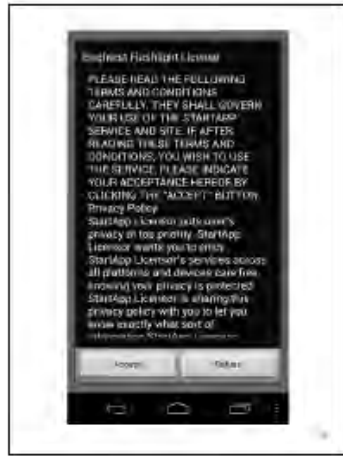 Brightest Flashlight License
PLEASE READ THE FOLLOWING
TERMS AND CONDITIONS
CAREFULLY. THEY SHALL GOVERN
YOUR USE OF THE STARTAPP
SERVICE AND SITE. IF AFTER
READING THESE TERMS AND
CONDITIONS, YOU WISH TO USE
THE SERVICE, PLEASE INDICATE
YOUR ACCEPTANCE HEREOF BY
CLICKING THE "ACCEPT" BUTTON
Privacy Policy
StartApp Licensor puts user's
privacy at top priority. StartApp
Licensor wants you to enjoy
StartApp Licensor's services across
all platforms and devices care free,
knowing your privacy is protected.
StartApp Licensor is sharing this
privacy policy with you to let you
know exactly what sort of
information StartApp Licensor
Accept Refuse